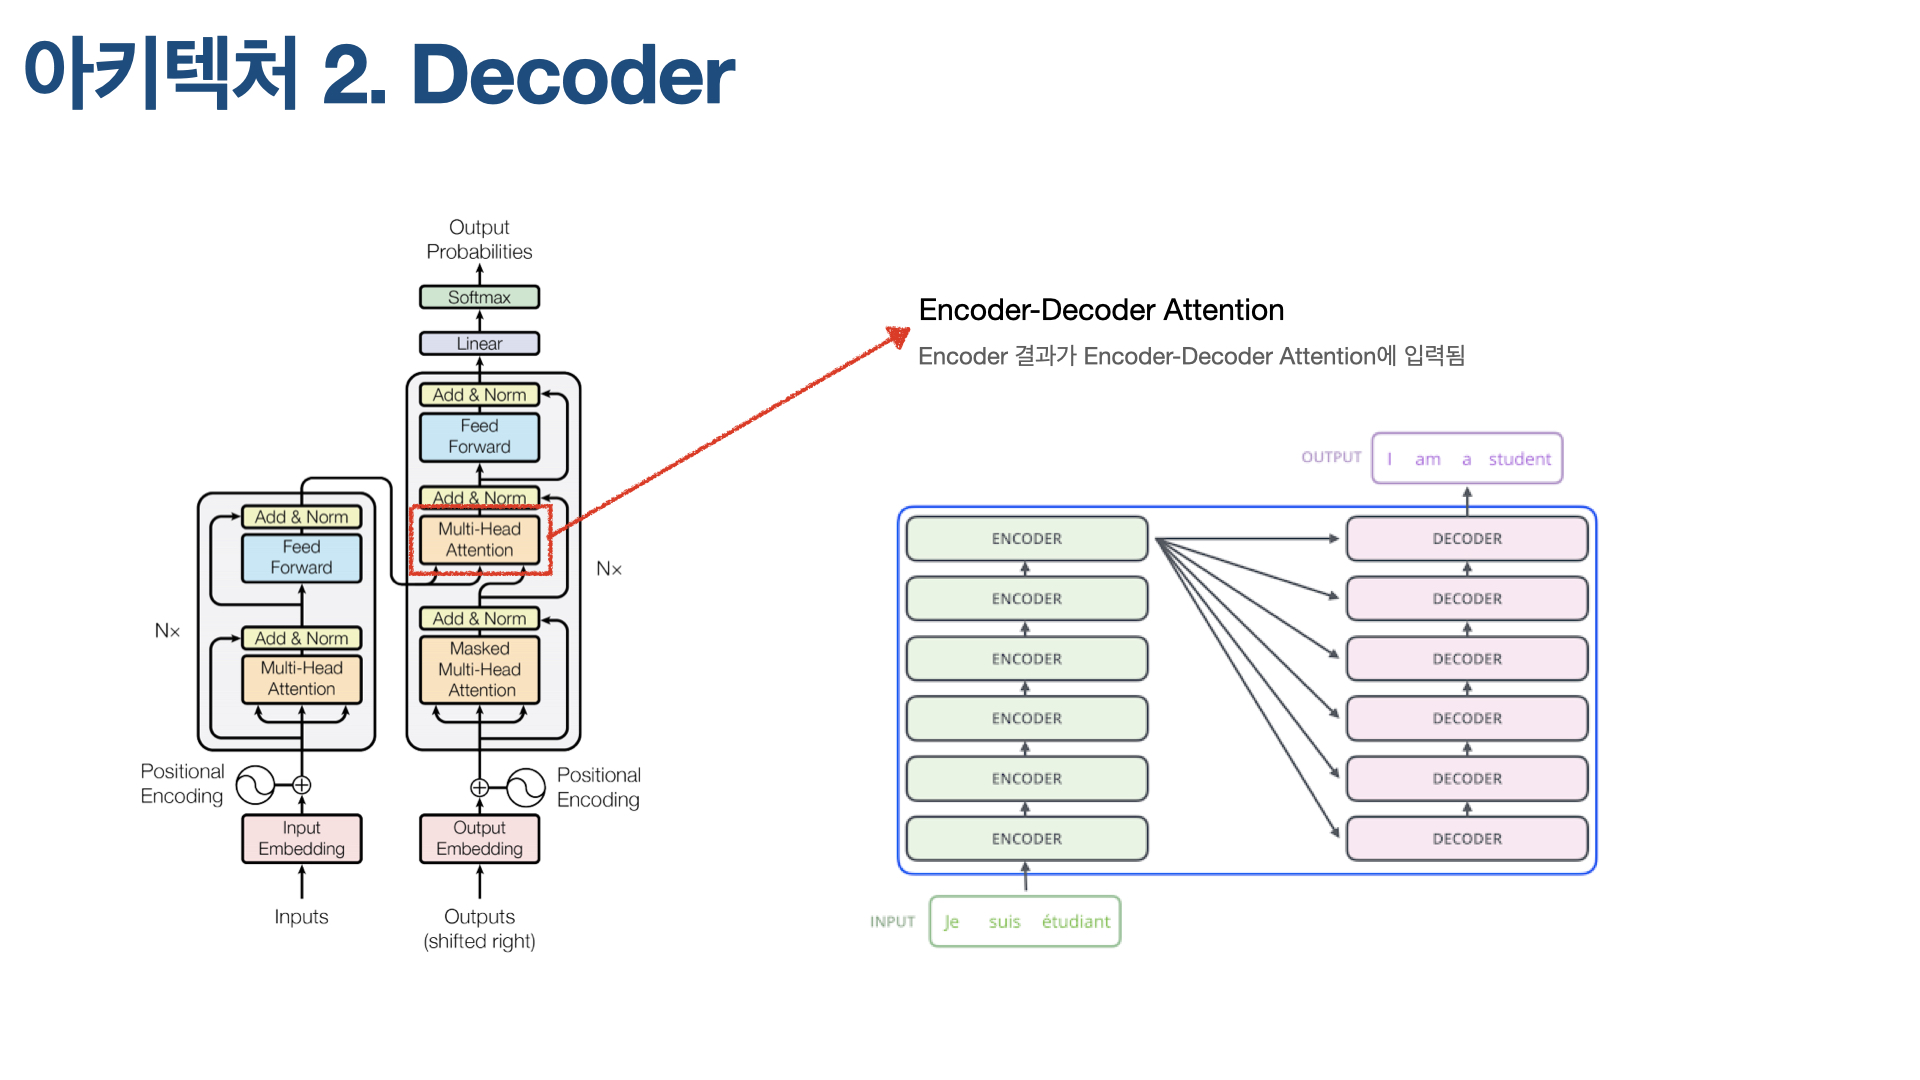 아키텍처 2. Decoder
Output
Probabilities
Softmax
Linear
Add & Norm
Feed
Forward
Add & Norm
Multi-Head
Attention
Nx
Add & Norm
Masked
Multi-Head
Attention
Add & Norm
Feed
Forward
Nx
Add & Norm
Multi-Head
Attention
Positional
Encoding
Positional
Encoding
Input
Embedding
Output
Embedding
Inputs
Outputs
(shifted right)
Encoder-Decoder Attention
Encoder 결과가 Encoder-Decoder Attention에 입력됨
OUTPUT
I am a student
ENCODER
ENCODER
ENCODER
ENCODER
ENCODER
ENCODER
DECODER
DECODER
DECODER
DECODER
DECODER
DECODER
INPUT
Je suis étudiant